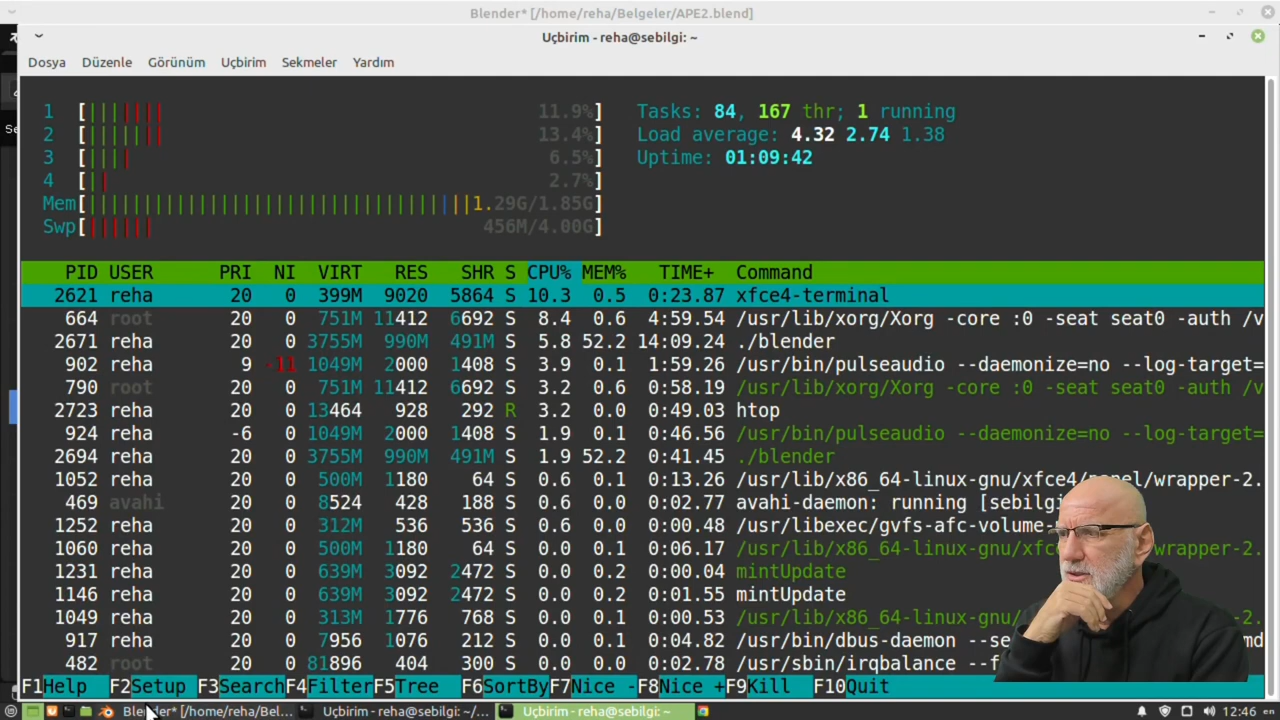 Blender* [/home/reha/Belgeler/APE2.blend]
Uçbirim - reha@sebilgi: ~
Dosya Düzenle Görünüm Uçbirim Sekmeler Yardım
1 [||||||| 11.9%] Tasks: 84, 167 thr; 1 running
2 [||||||| 13.4%] Load average: 4.32 2.74 1.38
3 [|||| 6.5%] Uptime: 01:09:42
4 [|| 2.7%]
Mem[|||||||||||||||||||||||||||||||||||1.29G/1.85G]
Swp[|||||| 456M/4.00G]
PID USER PRI NI VIRT RES SHR S CPU% MEM% TIME+ Command
2621 reha 20 0 399M 9020 5864 S 10.3 0.5 0:23.87 xfce4-terminal
664 root 20 0 751M 11412 6692 S 8.4 0.6 4:59.54 /usr/lib/xorg/Xorg -core :0 -seat seat0 -auth /v
2671 reha 20 0 3755M 990M 491M S 5.8 52.2 14:09.24 ./blender
902 reha 9 -11 1049M 2000 1408 S 3.9 0.1 1:59.26 /usr/bin/pulseaudio --daemonize=no --log-target=
790 root 20 0 751M 11412 6692 S 3.2 0.6 0:58.19 /usr/lib/xorg/Xorg -core :0 -seat seat0 -auth /v
2723 reha 20 0 13464 928 292 R 3.2 0.0 0:49.03 htop
924 reha -6 0 1049M 2000 1408 S 1.9 0.1 0:46.56 /usr/bin/pulseaudio --daemonize=no --log-target=
2694 reha 20 0 3755M 990M 491M S 1.9 52.2 0:41.45 ./blender
1052 reha 20 0 500M 1180 64 S 0.6 0.1 0:13.26 /usr/lib/x86_64-linux-gnu/xfce4/panel/wrapper-2.
469 avahi 20 0 8524 428 188 S 0.6 0.0 0:02.77 avahi-daemon: running [sebilgi
1252 reha 20 0 312M 536 536 S 0.6 0.0 0:00.48 /usr/libexec/gvfs-afc-volume-
1060 reha 20 0 500M 1180 64 S 0.0 0.1 0:06.17 /usr/lib/x86_64-linux-gnu/xfce wrapper-2.
1231 reha 20 0 639M 3092 2472 S 0.0 0.2 0:00.04 mintUpdate
1146 reha 20 0 639M 3092 2472 S 0.0 0.2 0:01.55 mintUpdate
1049 reha 20 0 313M 1776 768 S 0.0 0.1 0:00.53 /usr/lib/x86_64-linux-gnu/ wrapper-2.
917 reha 20 0 7956 1076 212 S 0.0 0.1 0:04.82 /usr/bin/dbus-daemon --se md
482 root 20 0 81896 404 300 S 0.0 0.0 0:02.78 /usr/sbin/irqbalance --f
F1Help F2Setup F3SearchF4FilterF5Tree F6SortByF7Nice -F8Nice +F9Kill F10Quit
Blender* [/home/reha/Bel... Uçbirim - reha@sebilgi: ~/... Uçbirim - reha@sebilgi: ~ 12:46 en